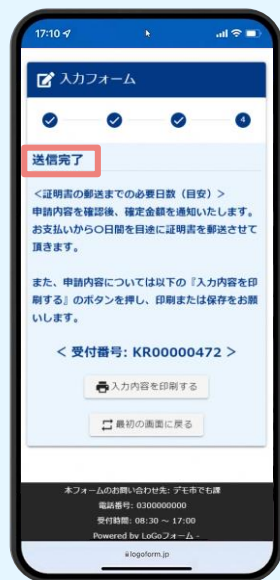 17:10
入力フォーム
4
送信完了
＜証明書の郵送までの必要日数（目安）＞
申請内容を確認後、確定金額を通知いたします。
お支払いから〇日間を目途に証明書を郵送させて
頂きます。
また、申請内容については以下の『入力内容を印
刷する』のボタンを押し、印刷または保存をお願
いします。
＜ 受付番号: KR00000472 ＞
入力内容を印刷する
最初の画面に戻る
本フォームのお問い合わせ先: デモ市でも課
電話番号: 0300000000
受付時間: 08:30 ～ 17:00
Powered by LoGoフォーム -
logoform.jp